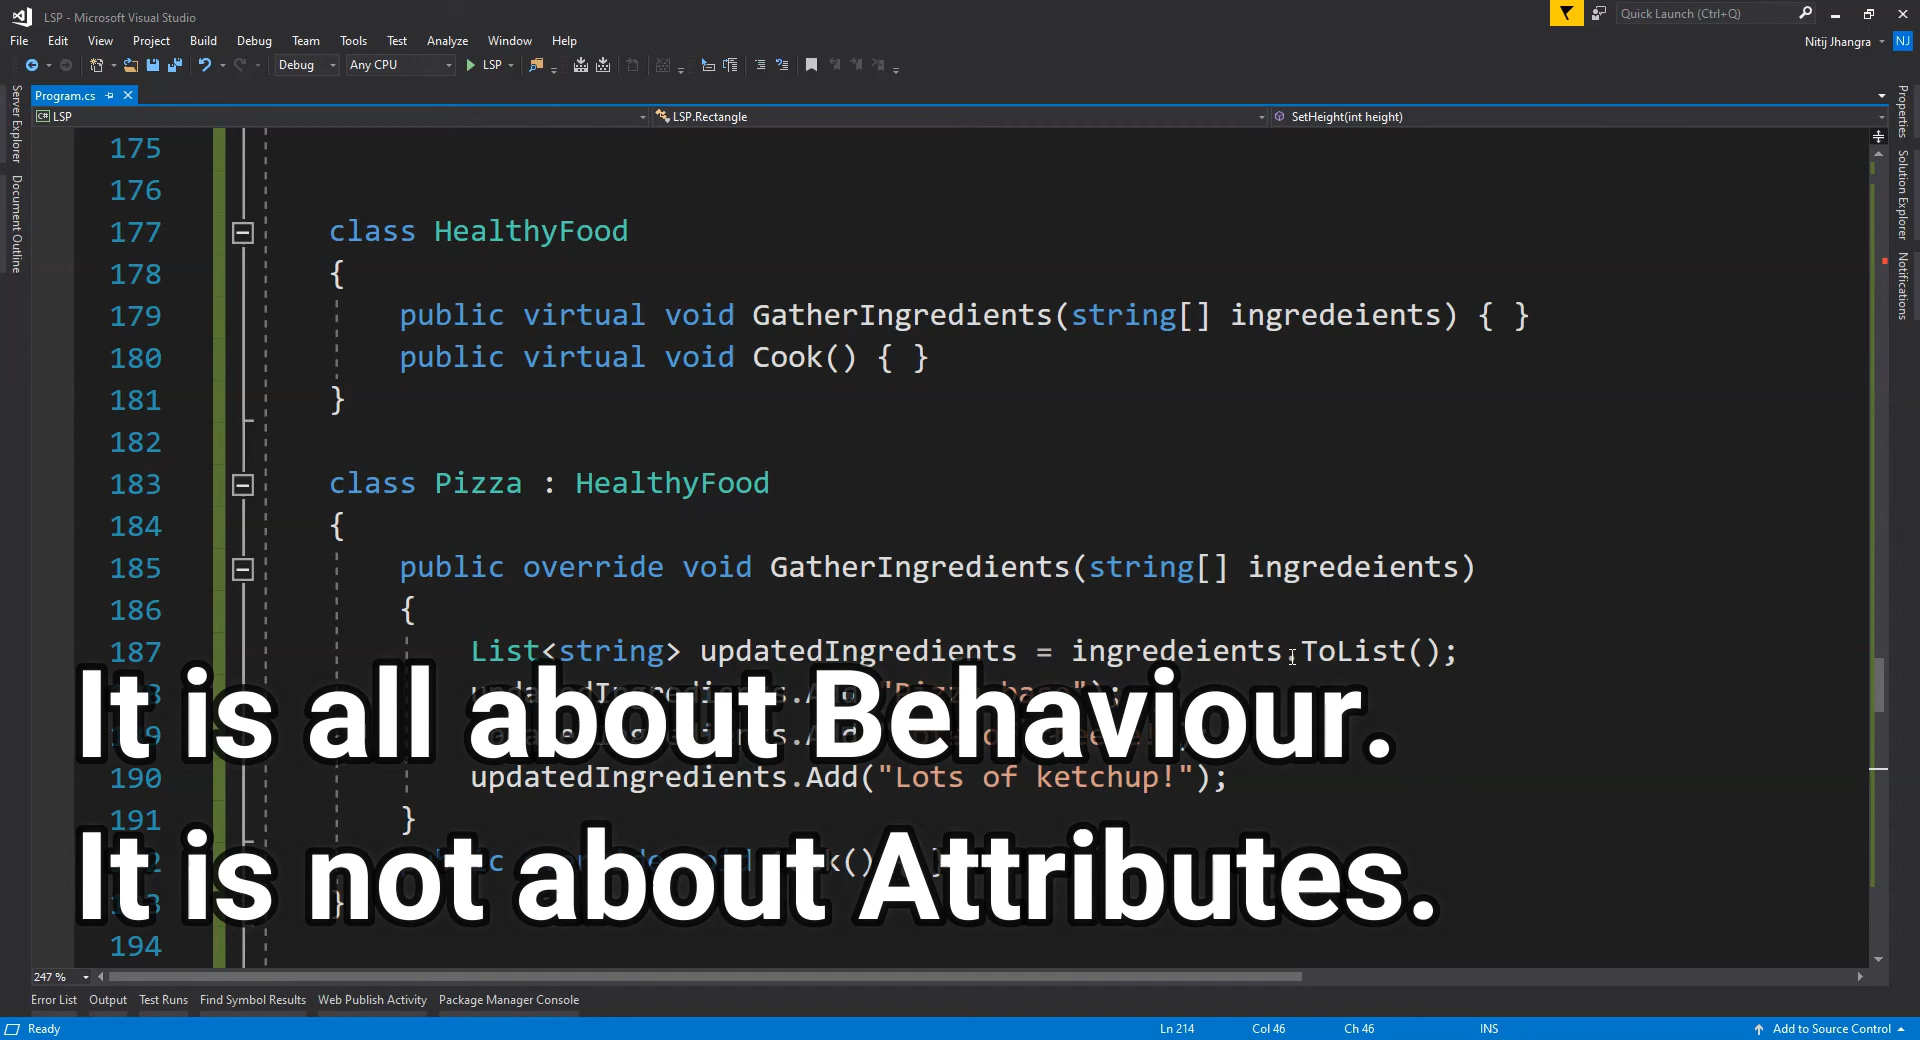 LSP - Microsoft Visual Studio
Quick Launch (Ctrl+Q)
File Edit View Project Build Debug Team Tools Test Analyze Window Help
Nitij Jhangra NJ
Debug Any CPU LSP
Program.cs
C# LSP LSP.Rectangle SetHeight(int height)
Server Explorer
Document Outline
Properties
Solution Explorer
Notifications
175
176
177 class HealthyFood
178 {
179 public virtual void GatherIngredients(string[] ingredeients) { }
180 public virtual void Cook() { }
181 }
182
183 class Pizza : HealthyFood
184 {
185 public override void GatherIngredients(string[] ingredeients)
186 {
187 List<string> updatedIngredients = ingredeients.ToList();
It is all about Behaviour.
190 updatedIngredients.Add("Lots of ketchup!");
191 }
It is not about Attributes.
194
247 %
Error List Output Test Runs Find Symbol Results Web Publish Activity Package Manager Console
Ready Ln 214 Col 46 Ch 46 INS Add to Source Control